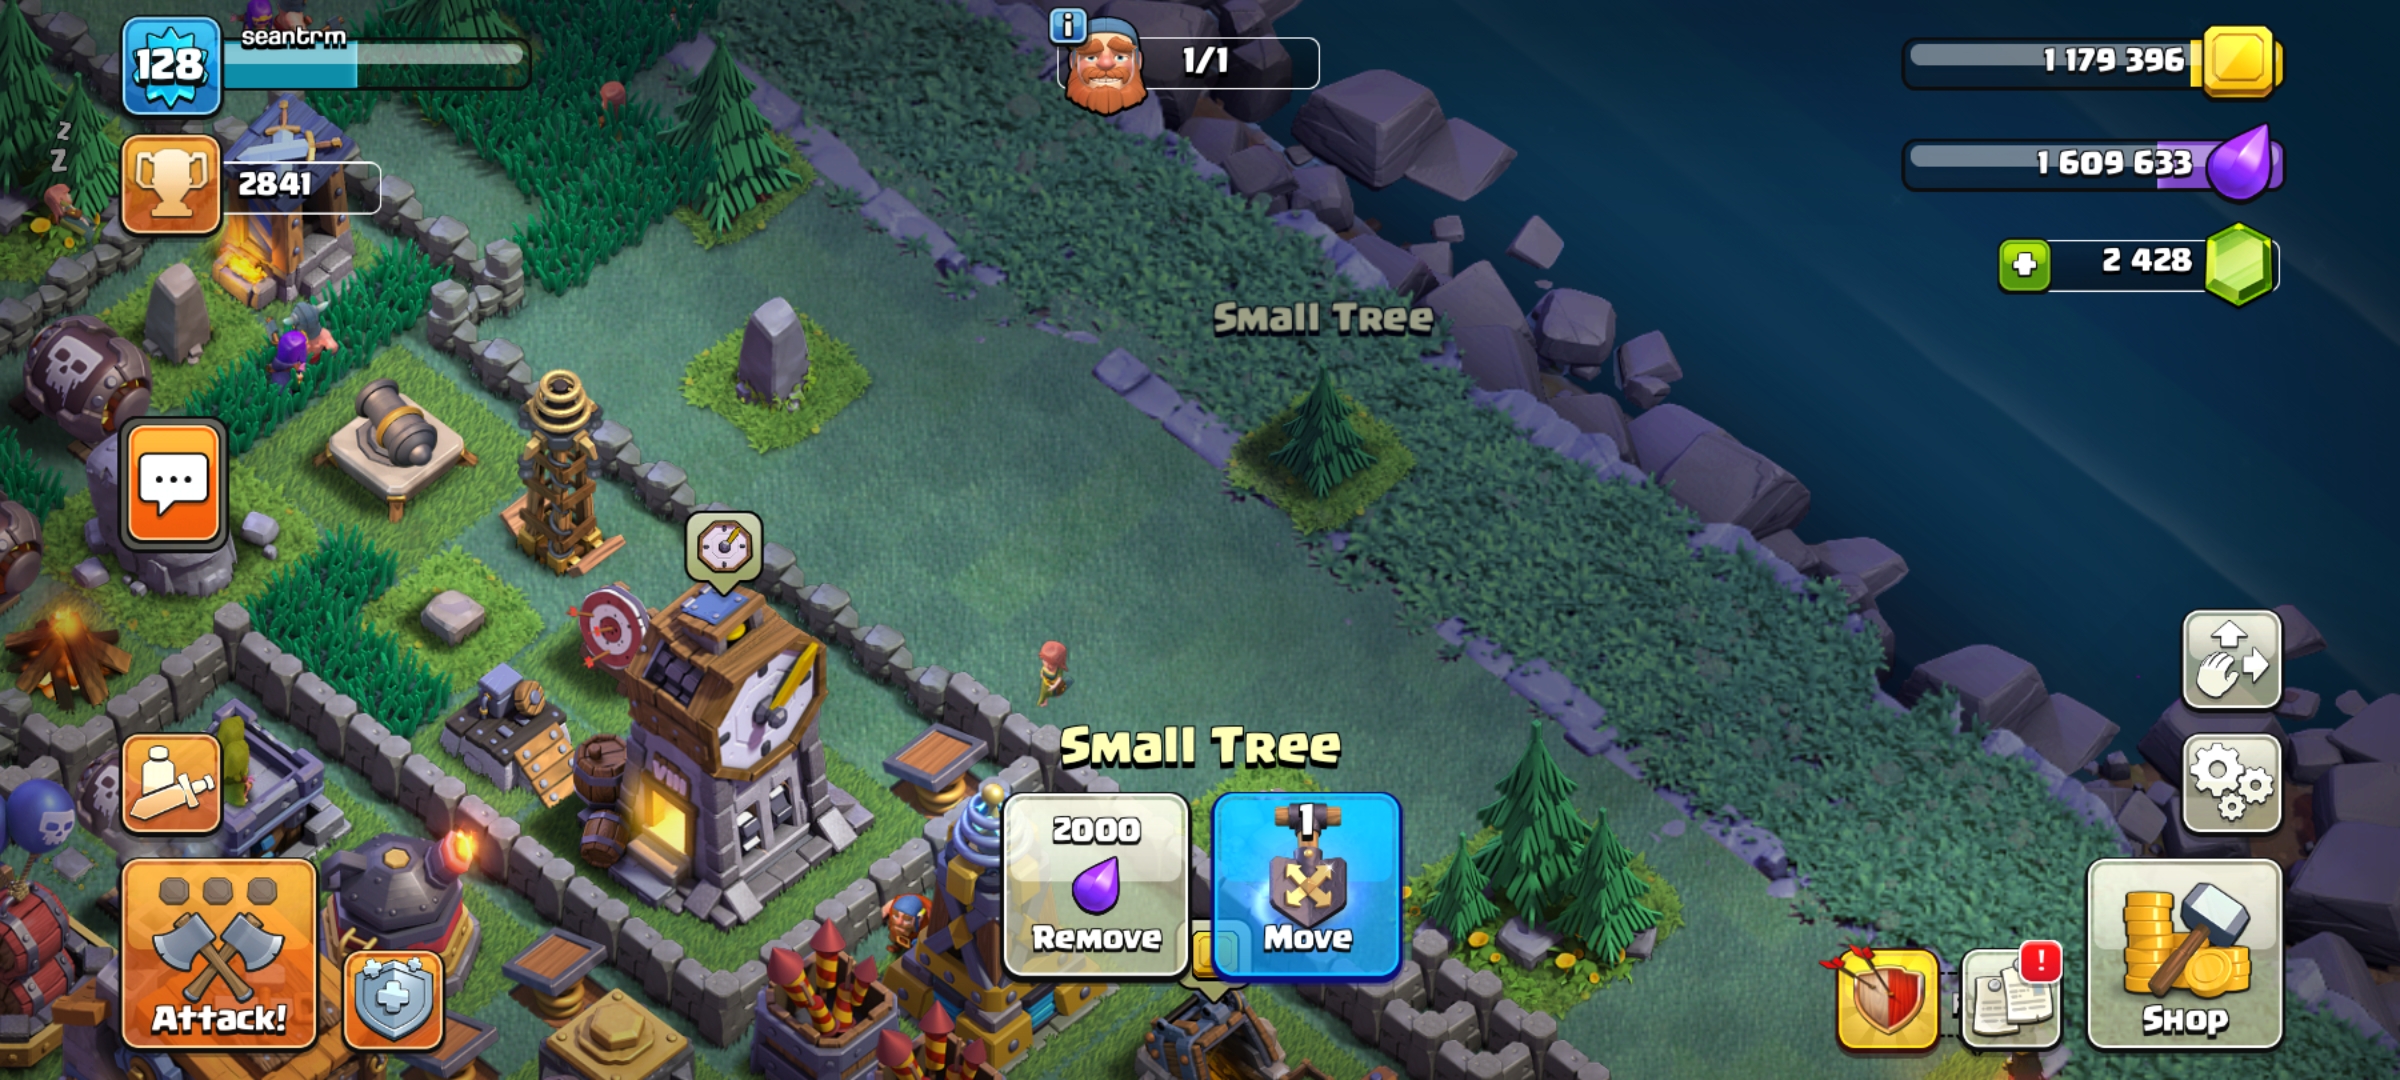 seantrm
128
1/1
1 179 396
2841
1 609 633
2 428
z
z
Small Tree
Small Tree
2000
1
Remove
Move
Attack!
!
Shop